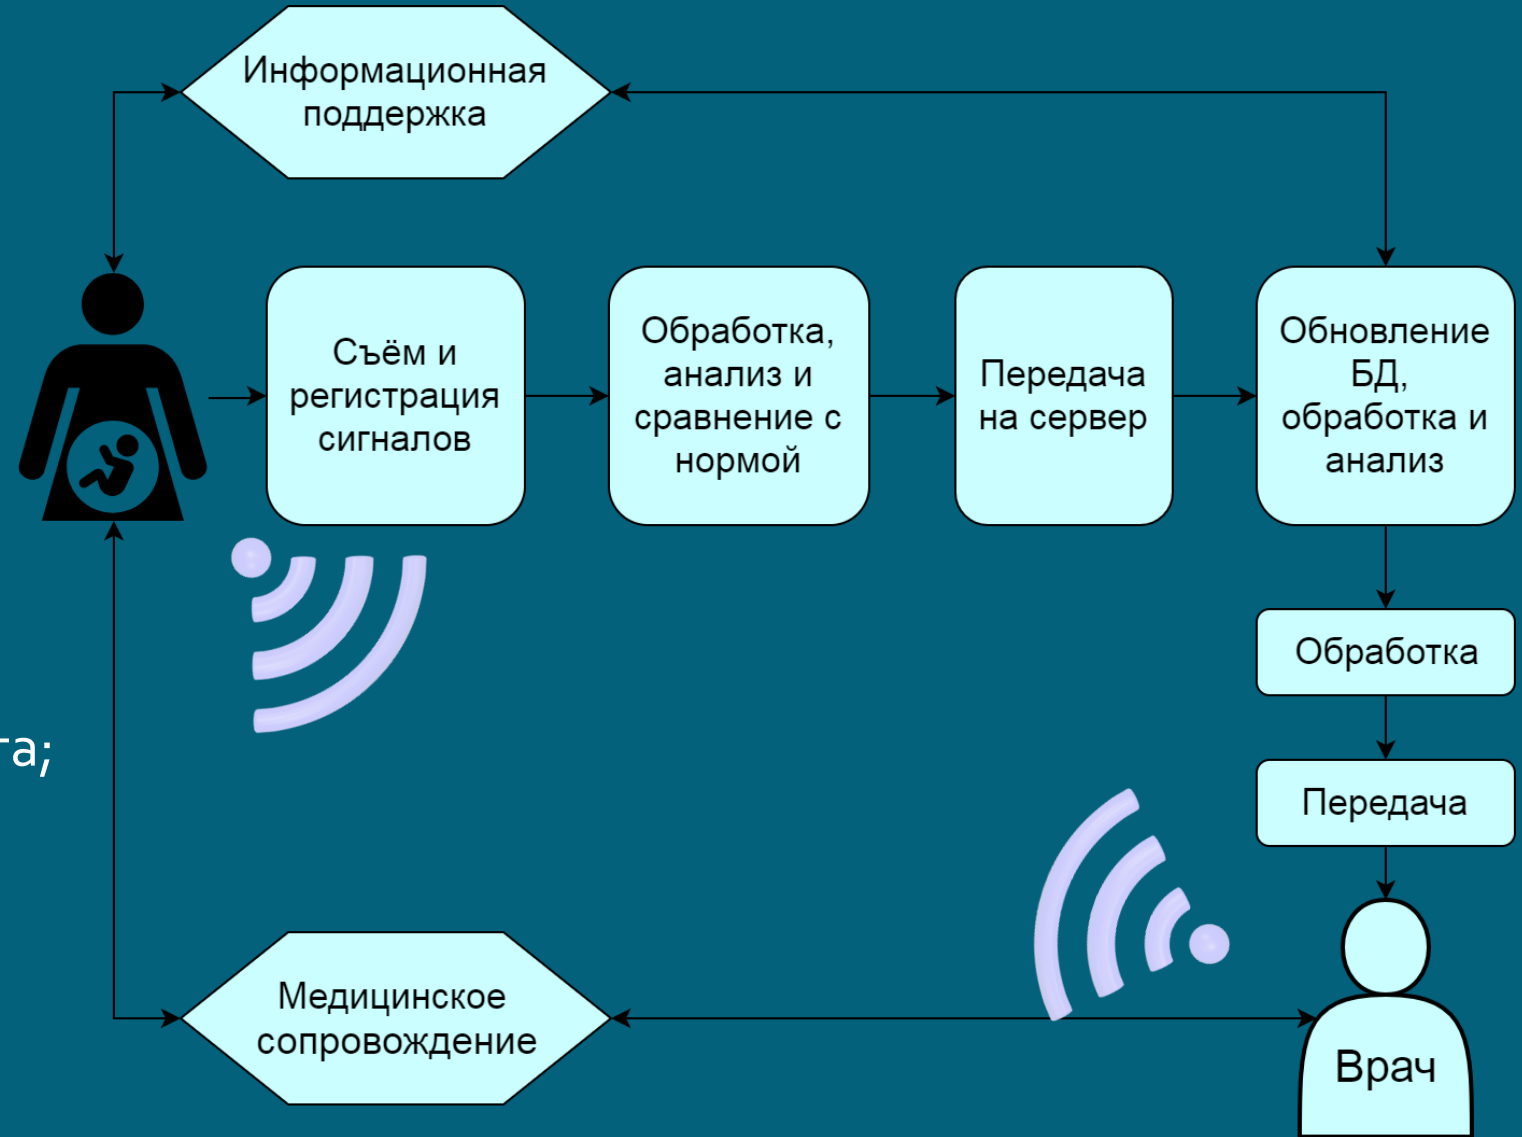 Информационная
поддержка
Съём и
регистрация
сигналов
Обработка,
анализ и
сравнение с
нормой
Передача
на сервер
Обновление
БД,
обработка и
анализ
Обработка
Передача
Медицинское
сопровождение
Врач